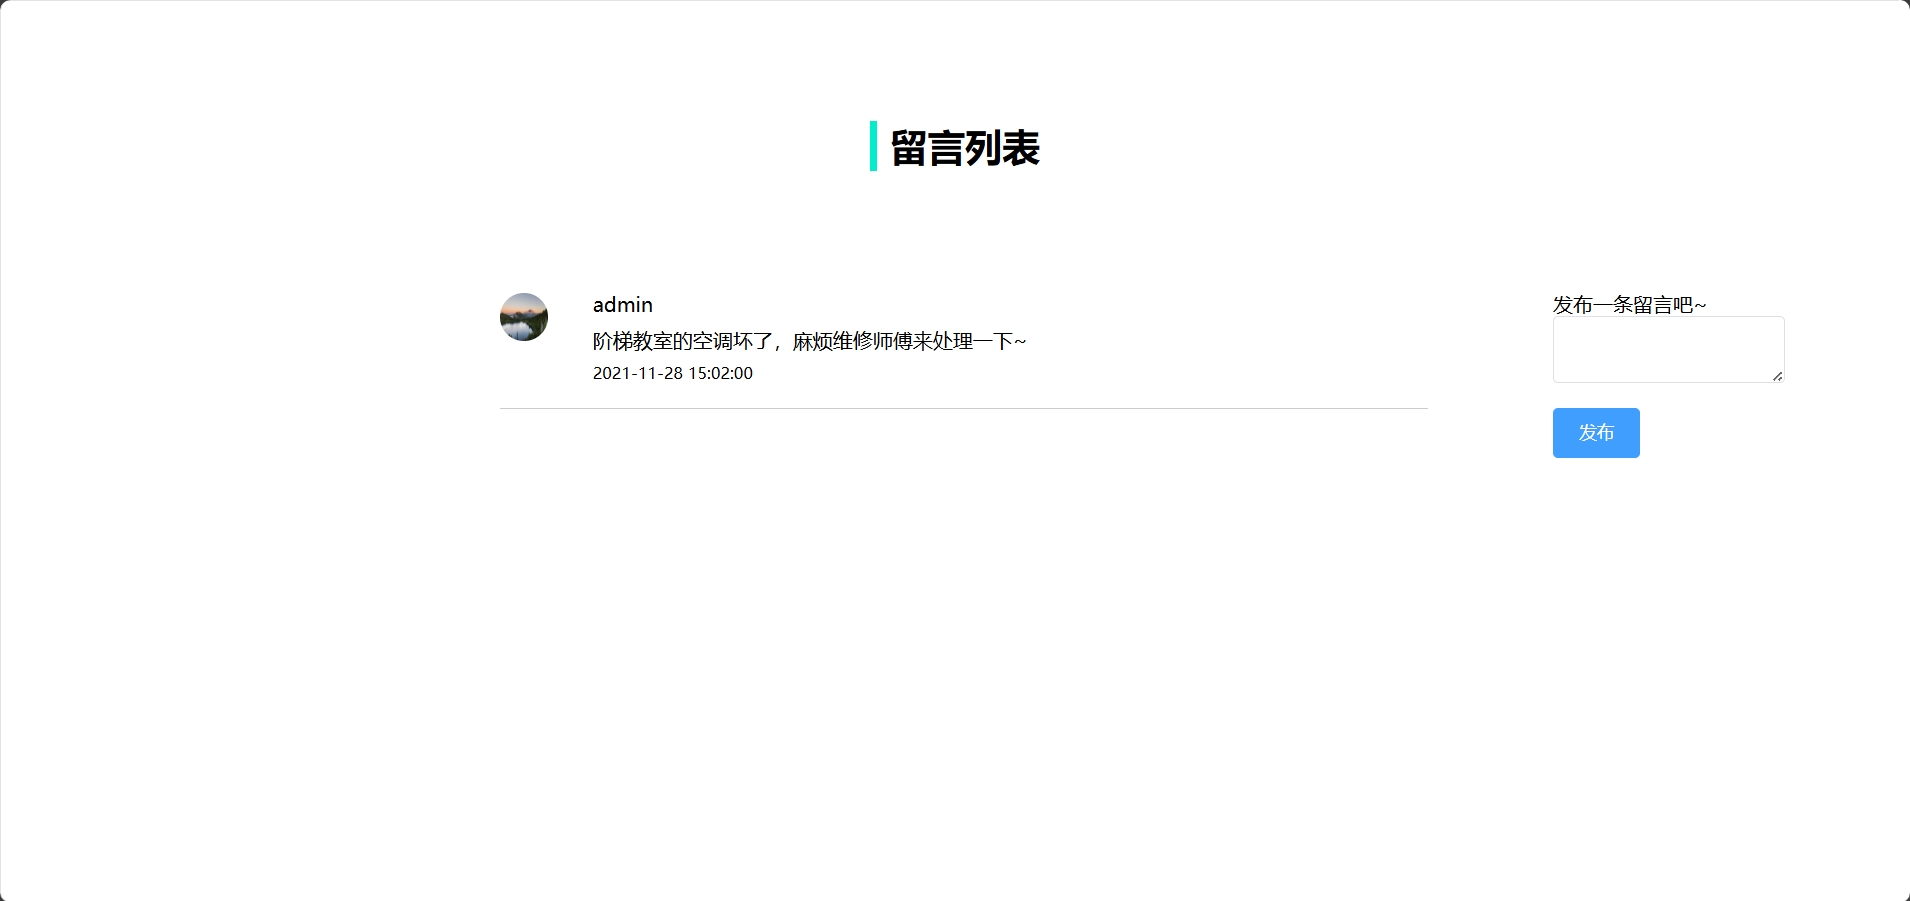 留言列表
admin
阶梯教室的空调坏了，麻烦维修师傅来处理一下~
2021-11-28 15:02:00
发布一条留言吧~
发布